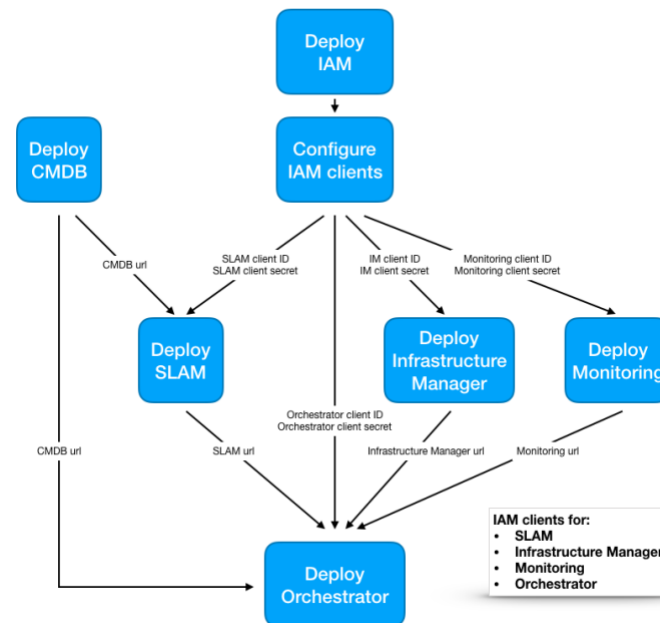 Deploy
IAM
Deploy
CMDB
Configure
IAM clients
CMDB url
SLAM client ID
SLAM client secret
IM client ID
IM client secret
Monitoring client ID
Monitoring client secret
Deploy
SLAM
Deploy
Infrastructure
Manager
Deploy
Monitoring
Orchestrator client ID
Orchestrator client secret
CMDB url
SLAM url
Infrastructure Manager url
Monitoring url
Deploy
Orchestrator
IAM clients for:
• SLAM
• Infrastructure Manager
• Monitoring
• Orchestrator